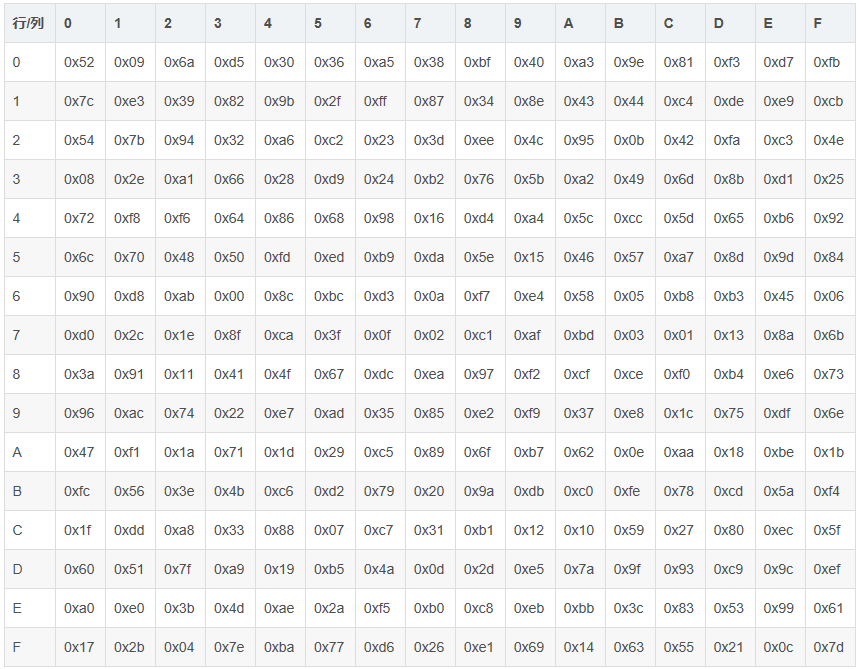 行/列 0 1 2 3 4 5 6 7 8 9 A B C D E F
0 0x52 0x09 0x6a 0xd5 0x30 0x36 0xa5 0x38 0xbf 0x40 0xa3 0x9e 0x81 0xf3 0xd7 0xfb
1 0x7c 0xe3 0x39 0x82 0x9b 0x2f 0xff 0x87 0x34 0x8e 0x43 0x44 0xc4 0xde 0xe9 0xcb
2 0x54 0x7b 0x94 0x32 0xa6 0xc2 0x23 0x3d 0xee 0x4c 0x95 0x0b 0x42 0xfa 0xc3 0x4e
3 0x08 0x2e 0xa1 0x66 0x28 0xd9 0x24 0xb2 0x76 0x5b 0xa2 0x49 0x6d 0x8b 0xd1 0x25
4 0x72 0xf8 0xf6 0x64 0x86 0x68 0x98 0x16 0xd4 0xa4 0x5c 0xcc 0x5d 0x65 0xb6 0x92
5 0x6c 0x70 0x48 0x50 0xfd 0xed 0xb9 0xda 0x5e 0x15 0x46 0x57 0xa7 0x8d 0x9d 0x84
6 0x90 0xd8 0xab 0x00 0x8c 0xbc 0xd3 0x0a 0xf7 0xe4 0x58 0x05 0xb8 0xb3 0x45 0x06
7 0xd0 0x2c 0x1e 0x8f 0xca 0x3f 0x0f 0x02 0xc1 0xaf 0xbd 0x03 0x01 0x13 0x8a 0x6b
8 0x3a 0x91 0x11 0x41 0x4f 0x67 0xdc 0xea 0x97 0xf2 0xcf 0xce 0xf0 0xb4 0xe6 0x73
9 0x96 0xac 0x74 0x22 0xe7 0xad 0x35 0x85 0xe2 0xf9 0x37 0xe8 0x1c 0x75 0xdf 0x6e
A 0x47 0xf1 0x1a 0x71 0x1d 0x29 0xc5 0x89 0x6f 0xb7 0x62 0x0e 0xaa 0x18 0xbe 0x1b
B 0xfc 0x56 0x3e 0x4b 0xc6 0xd2 0x79 0x20 0x9a 0xdb 0xc0 0xfe 0x78 0xcd 0x5a 0xf4
C 0x1f 0xdd 0xa8 0x33 0x88 0x07 0xc7 0x31 0xb1 0x12 0x10 0x59 0x27 0x80 0xec 0x5f
D 0x60 0x51 0x7f 0xa9 0x19 0xb5 0x4a 0x0d 0x2d 0xe5 0x7a 0x9f 0x93 0xc9 0x9c 0xef
E 0xa0 0xe0 0x3b 0x4d 0xae 0x2a 0xf5 0xb0 0xc8 0xeb 0xbb 0x3c 0x83 0x53 0x99 0x61
F 0x17 0x2b 0x04 0x7e 0xba 0x77 0xd6 0x26 0xe1 0x69 0x14 0x63 0x55 0x21 0x0c 0x7d